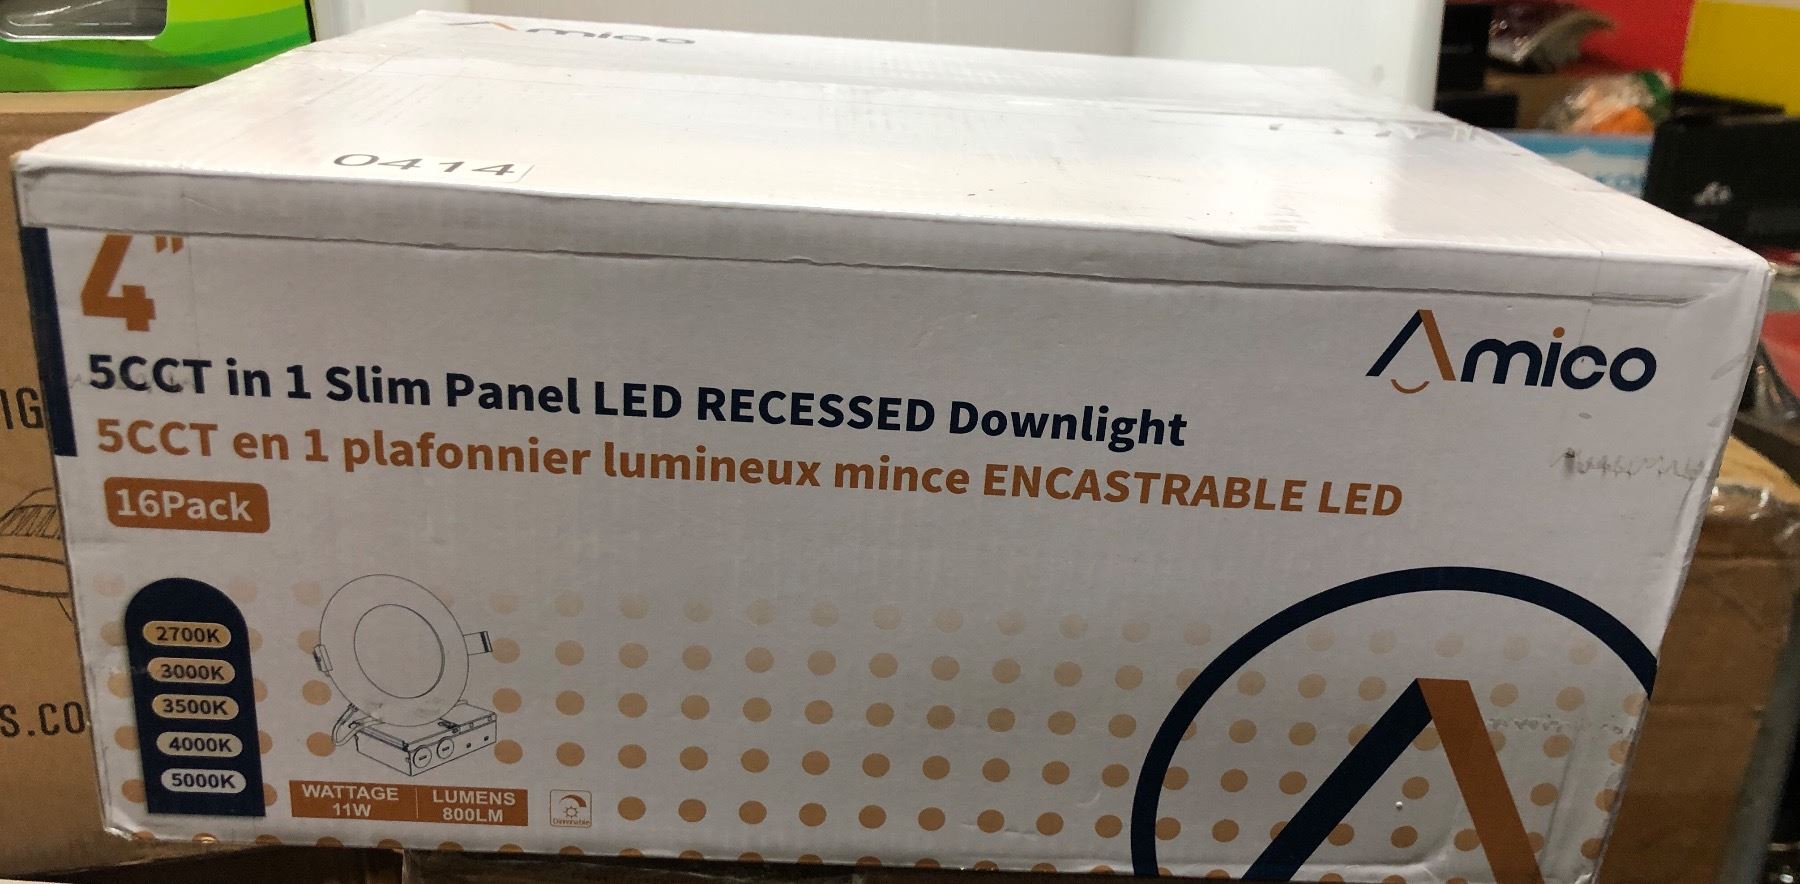 Amico
0414
4"
Amico
5CCT in 1 Slim Panel LED RECESSED Downlight
5CCT en 1 plafonnier lumineux mince ENCASTRABLE LED
16Pack
2700K
3000K
3500K
4000K
5000K
WATTAGE
11W
LUMENS
800LM
Dimmable
IG
S.CO